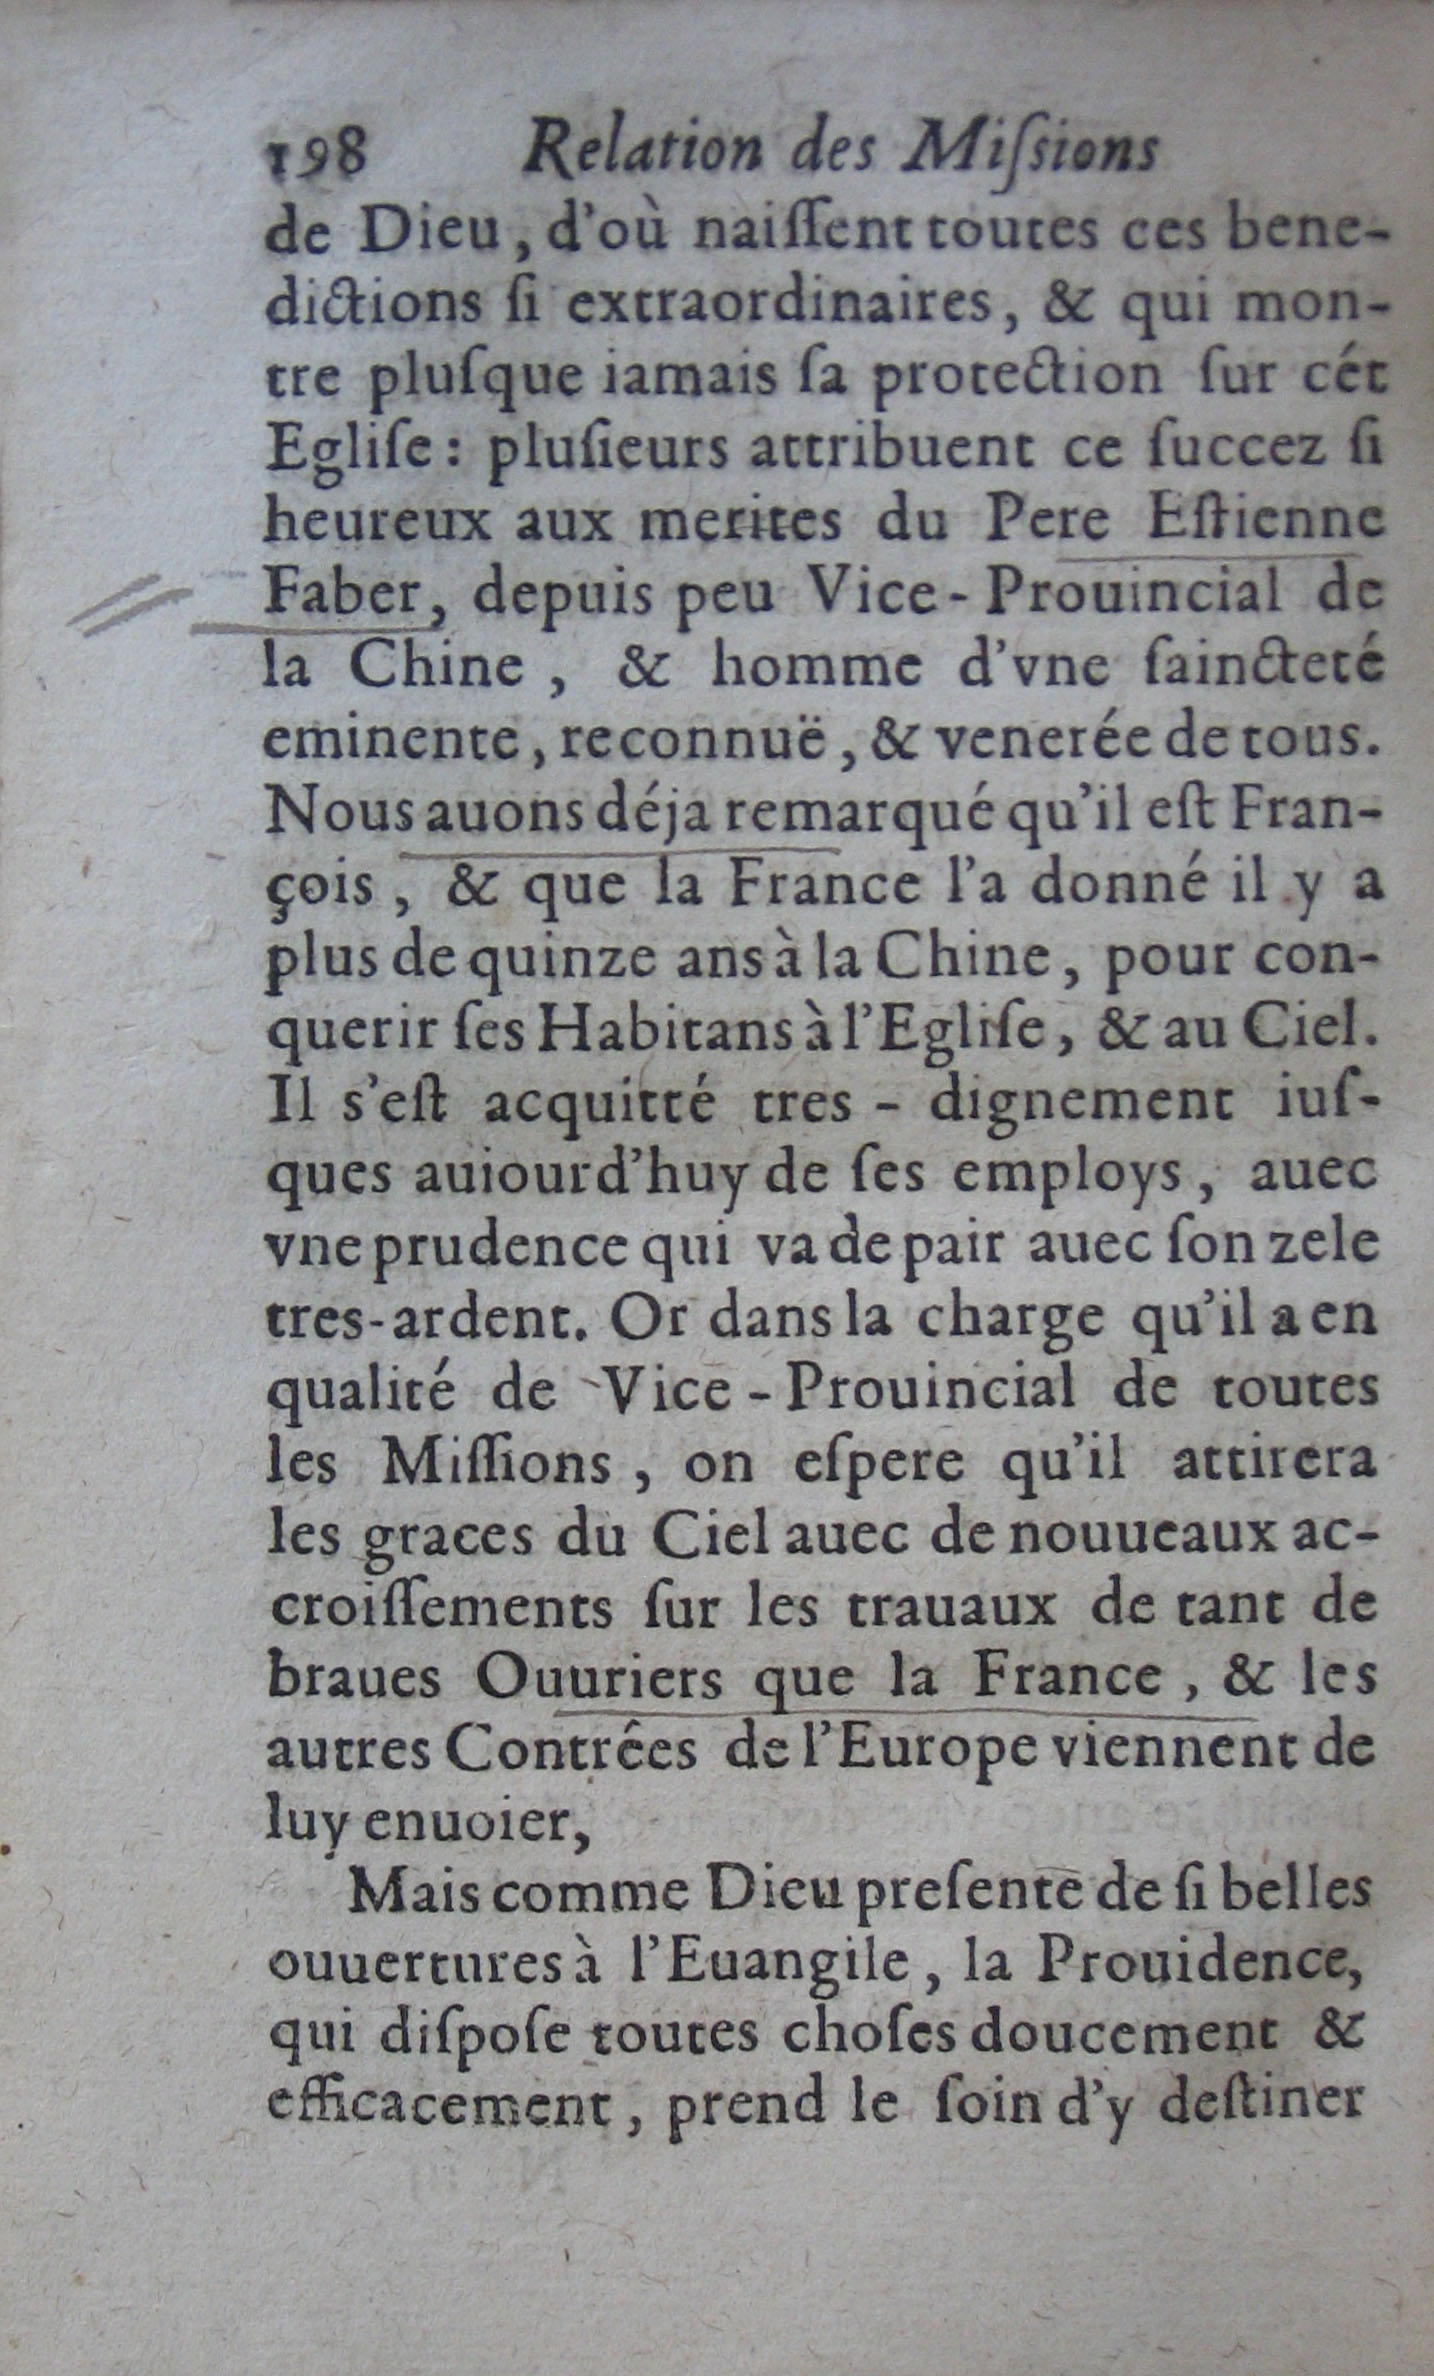 198 Relation des Miſsions
de Dieu, d'où naiſſent toutes ces bene-
dictions ſi extraordinaires, & qui mon-
tre pluſque iamais ſa protection ſur cét
Egliſe : pluſieurs attribuent ce ſuccez ſi
heureux aux merites du Pere Eſtienne
Faber, depuis peu Vice-Prouincial de
la Chine, & homme d'vne ſaincteté
eminente, reconnuë, & venerée de tous.
Nous auons déja remarqué qu'il eſt Fran-
çois, & que la France l'a donné il y a
plus de quinze ans à la Chine, pour con-
querir ſes Habitans à l'Egliſe, & au Ciel.
Il s'eſt acquitté tres-dignement iuſ-
ques auiourd'huy de ſes employs, auec
vne prudence qui va de pair auec ſon zele
tres-ardent. Or dans la charge qu'il a en
qualité de Vice-Prouincial de toutes
les Miſſions, on eſpere qu'il attirera
les graces du Ciel auec de nouueaux ac-
croiſſements ſur les trauaux de tant de
braues Ouuriers que la France, & les
autres Contrées de l'Europe viennent de
luy enuoier,
Mais comme Dieu preſente de ſi belles
ouuertures à l'Euangile, la Prouidence,
qui diſpoſe toutes choſes doucement &
efficacement, prend le ſoin d'y deſtiner